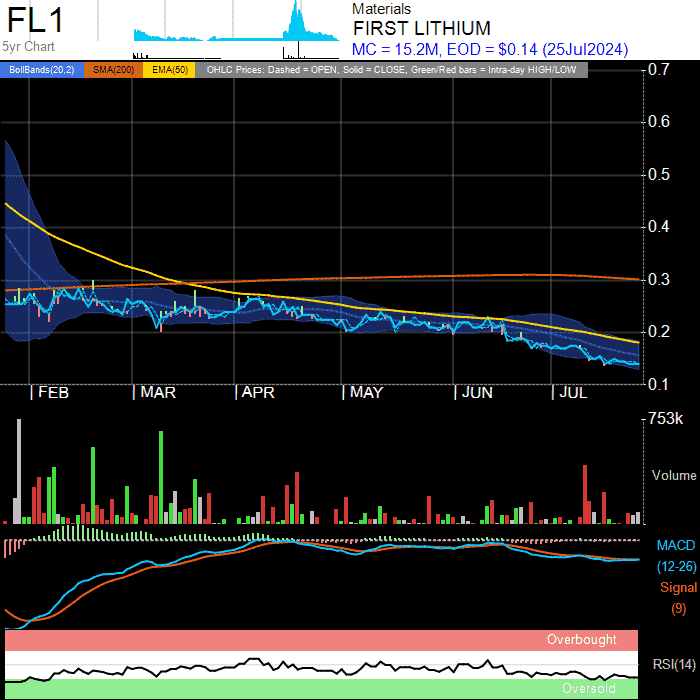 FL1
5yr Chart
Materials
FIRST LITHIUM
MC = 15.2M, EOD = $0.14 (25Jul2024)
BollBands(20,2) SMA(200) EMA(50) OHLC Prices: Dashed = OPEN, Solid = CLOSE, Green/Red bars = Intra-day HIGH/LOW
0.7
0.6
0.5
0.4
0.3
0.2
0.1
FEB MAR APR MAY JUN JUL
753k
Volume
MACD
(12-26)
Signal
(9)
Overbought
RSI(14)
Oversold